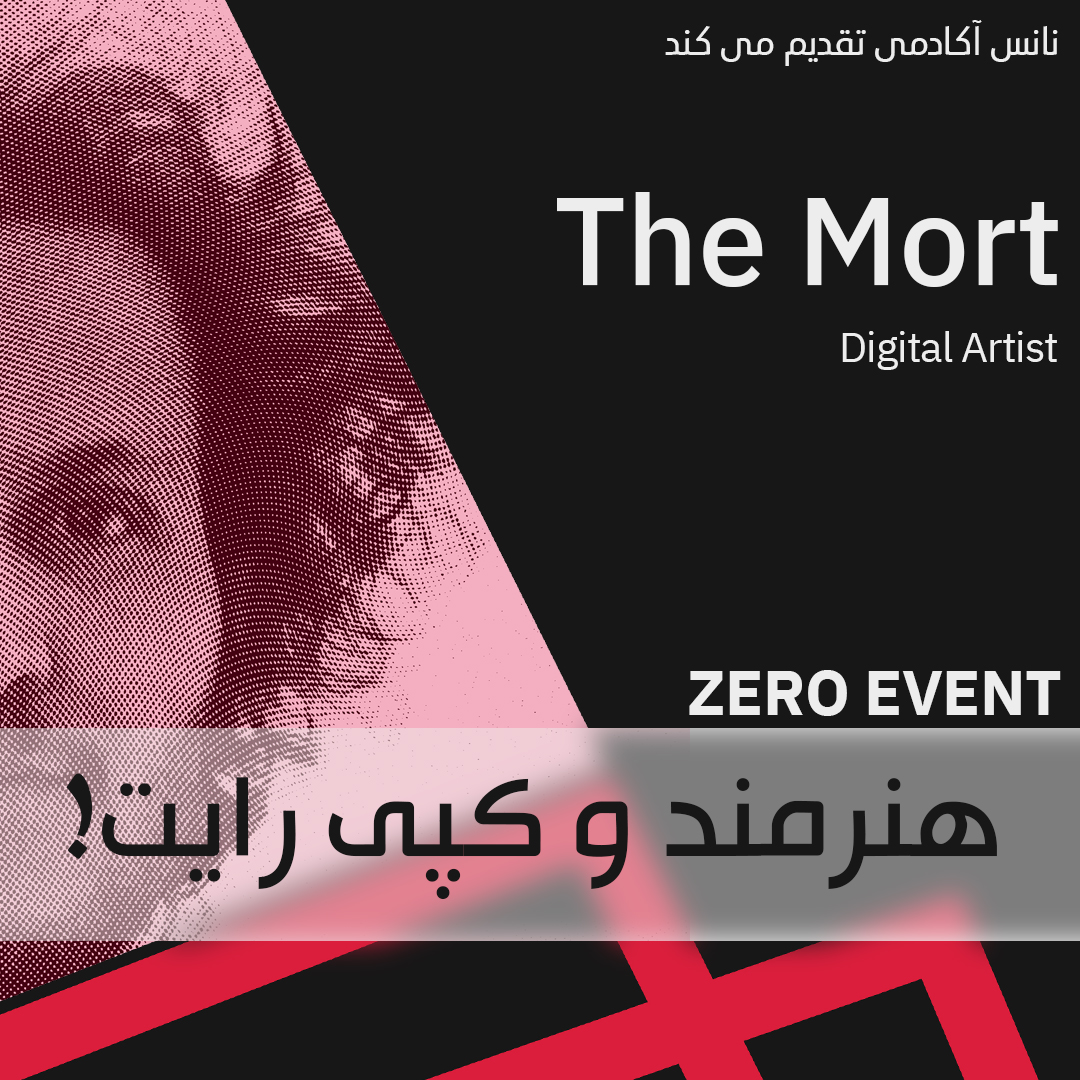 نانس آکادمی تقدیم می کند
The Mort
Digital Artist
ZERO EVENT
هنرمند و کپی رایت!